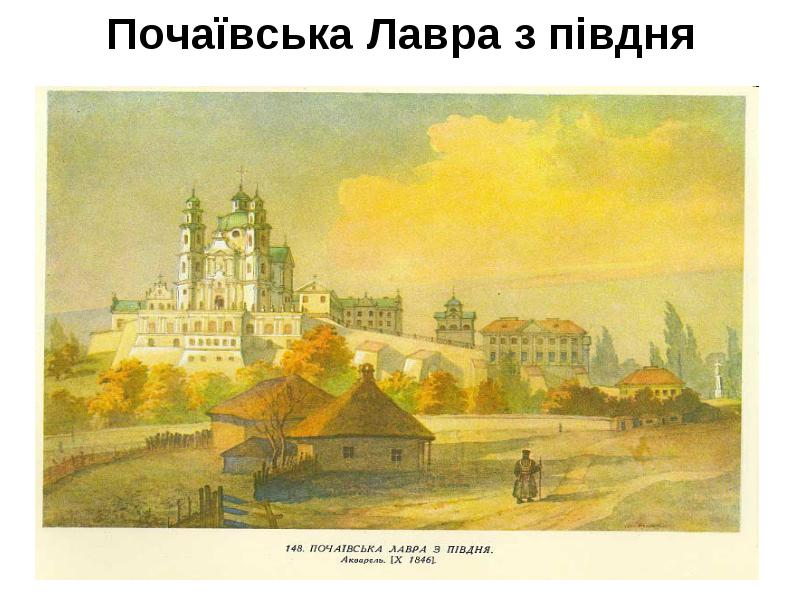 Почаївська Лавра з півдня
148. ПОЧАЇВСЬКА ЛАВРА З ПІВДНЯ.
Акварель. [X 1846].